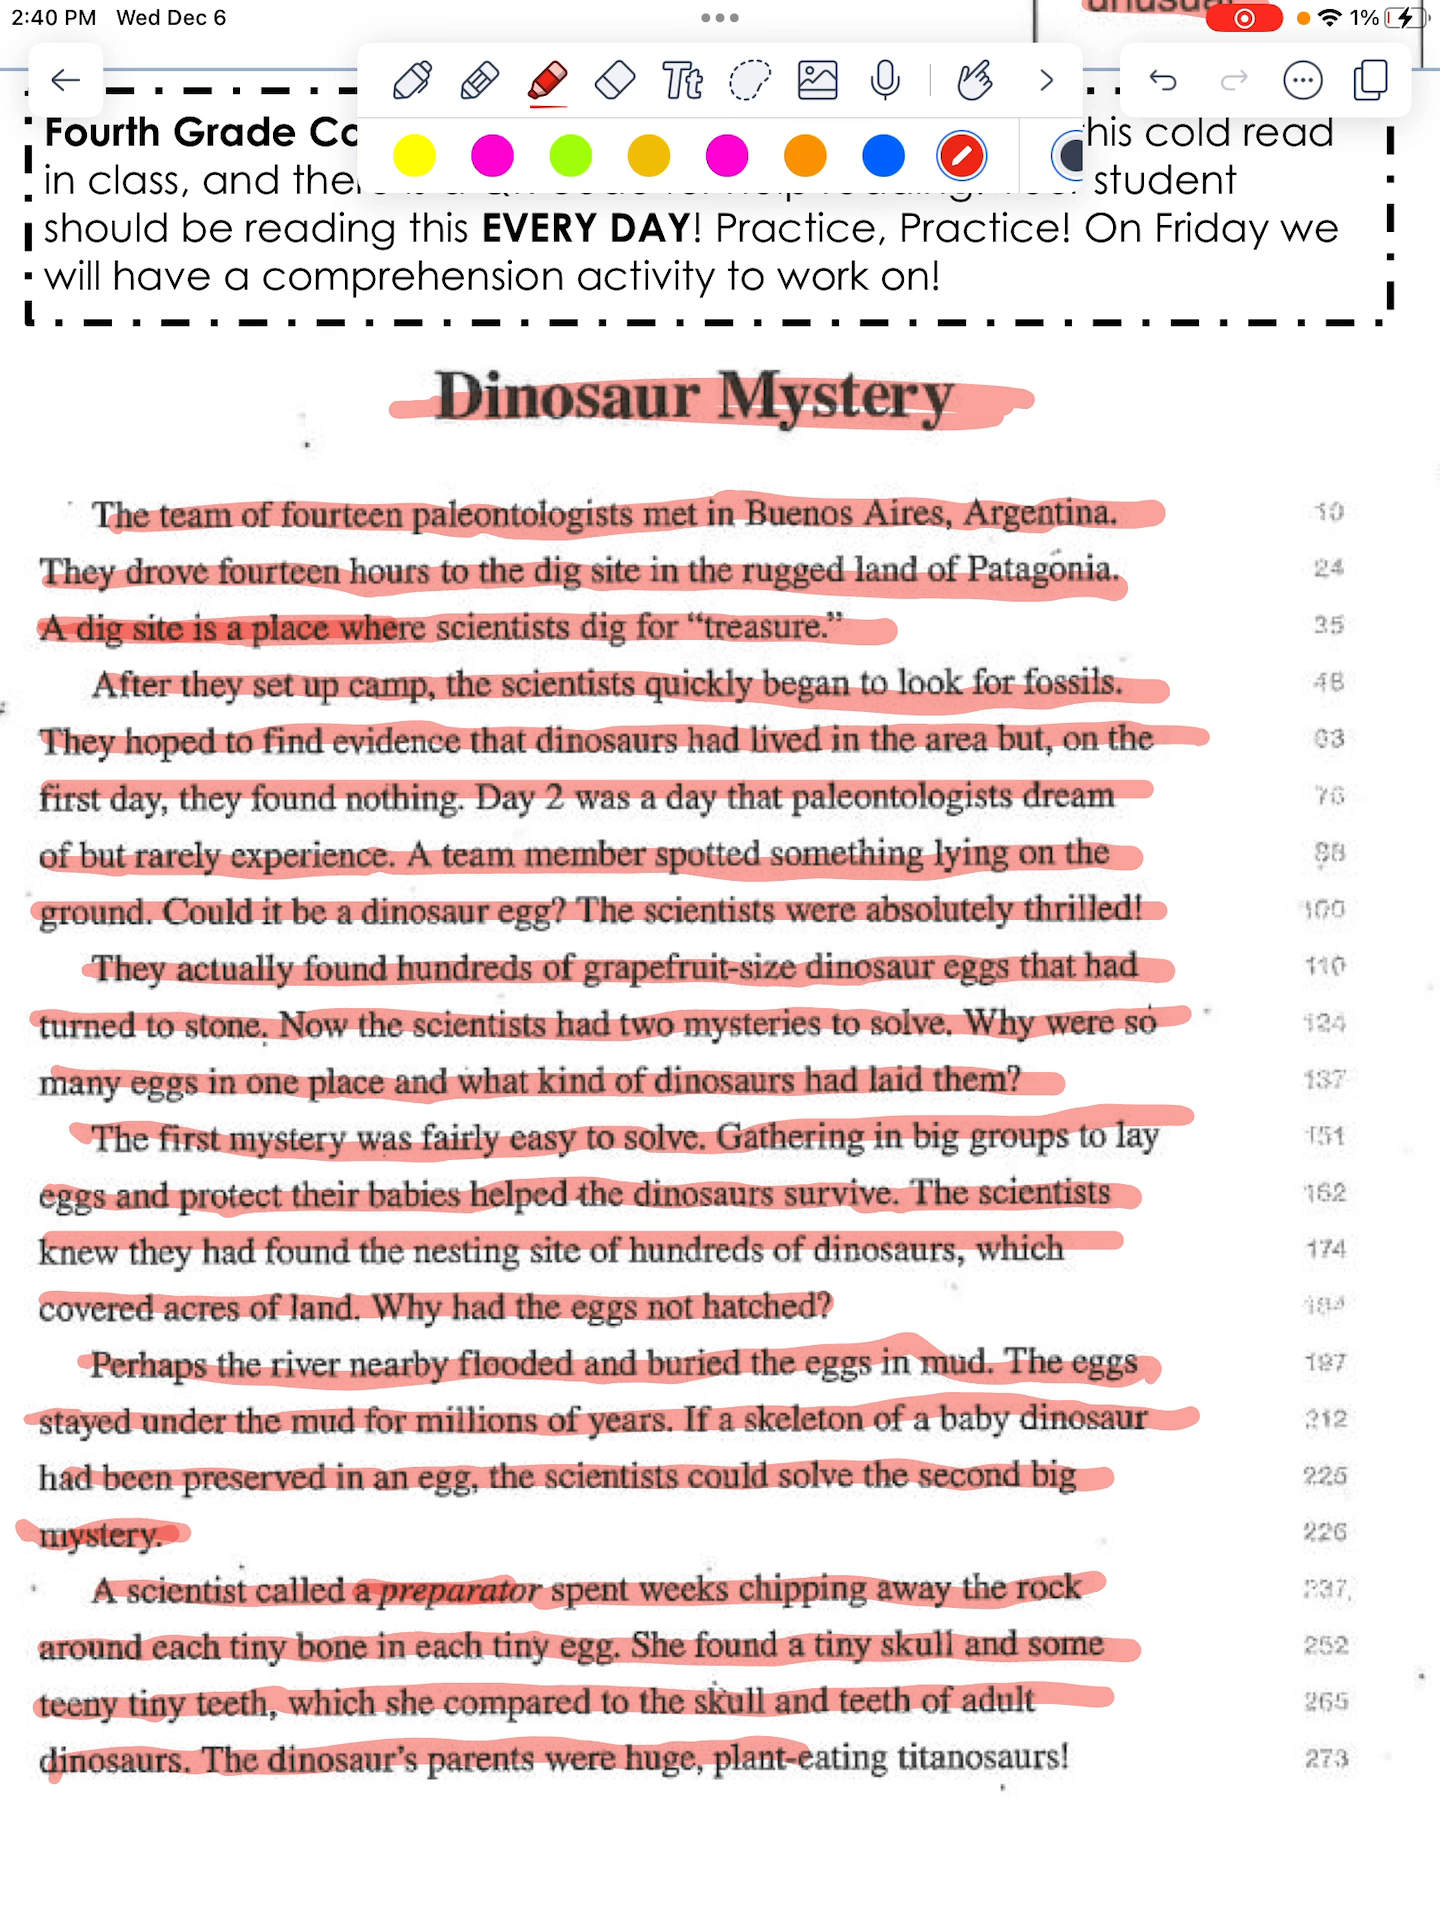 2:40 PM Wed Dec 6
1%
Tt
Fourth Grade his cold read
in class, and student
should be reading this EVERY DAY! Practice, Practice! On Friday we
will have a comprehension activity to work on!
Dinosaur Mystery
The team of fourteen paleontologists met in Buenos Aires, Argentina. 10
They drove fourteen hours to the dig site in the rugged land of Patagonia. 24
A dig site is a place where scientists dig for “treasure.” 35
After they set up camp, the scientists quickly began to look for fossils. 48
They hoped to find evidence that dinosaurs had lived in the area but, on the 63
first day, they found nothing. Day 2 was a day that paleontologists dream 76
of but rarely experience. A team member spotted something lying on the 88
ground. Could it be a dinosaur egg? The scientists were absolutely thrilled! 100
They actually found hundreds of grapefruit-size dinosaur eggs that had 110
turned to stone. Now the scientists had two mysteries to solve. Why were so 124
many eggs in one place and what kind of dinosaurs had laid them? 137
The first mystery was fairly easy to solve. Gathering in big groups to lay 151
eggs and protect their babies helped the dinosaurs survive. The scientists 162
knew they had found the nesting site of hundreds of dinosaurs, which 174
covered acres of land. Why had the eggs not hatched? 184
Perhaps the river nearby flooded and buried the eggs in mud. The eggs 197
stayed under the mud for millions of years. If a skeleton of a baby dinosaur 212
had been preserved in an egg, the scientists could solve the second big 225
mystery. 226
A scientist called a preparator spent weeks chipping away the rock 237
around each tiny bone in each tiny egg. She found a tiny skull and some 252
teeny tiny teeth, which she compared to the skull and teeth of adult 265
dinosaurs. The dinosaur’s parents were huge, plant-eating titanosaurs! 273